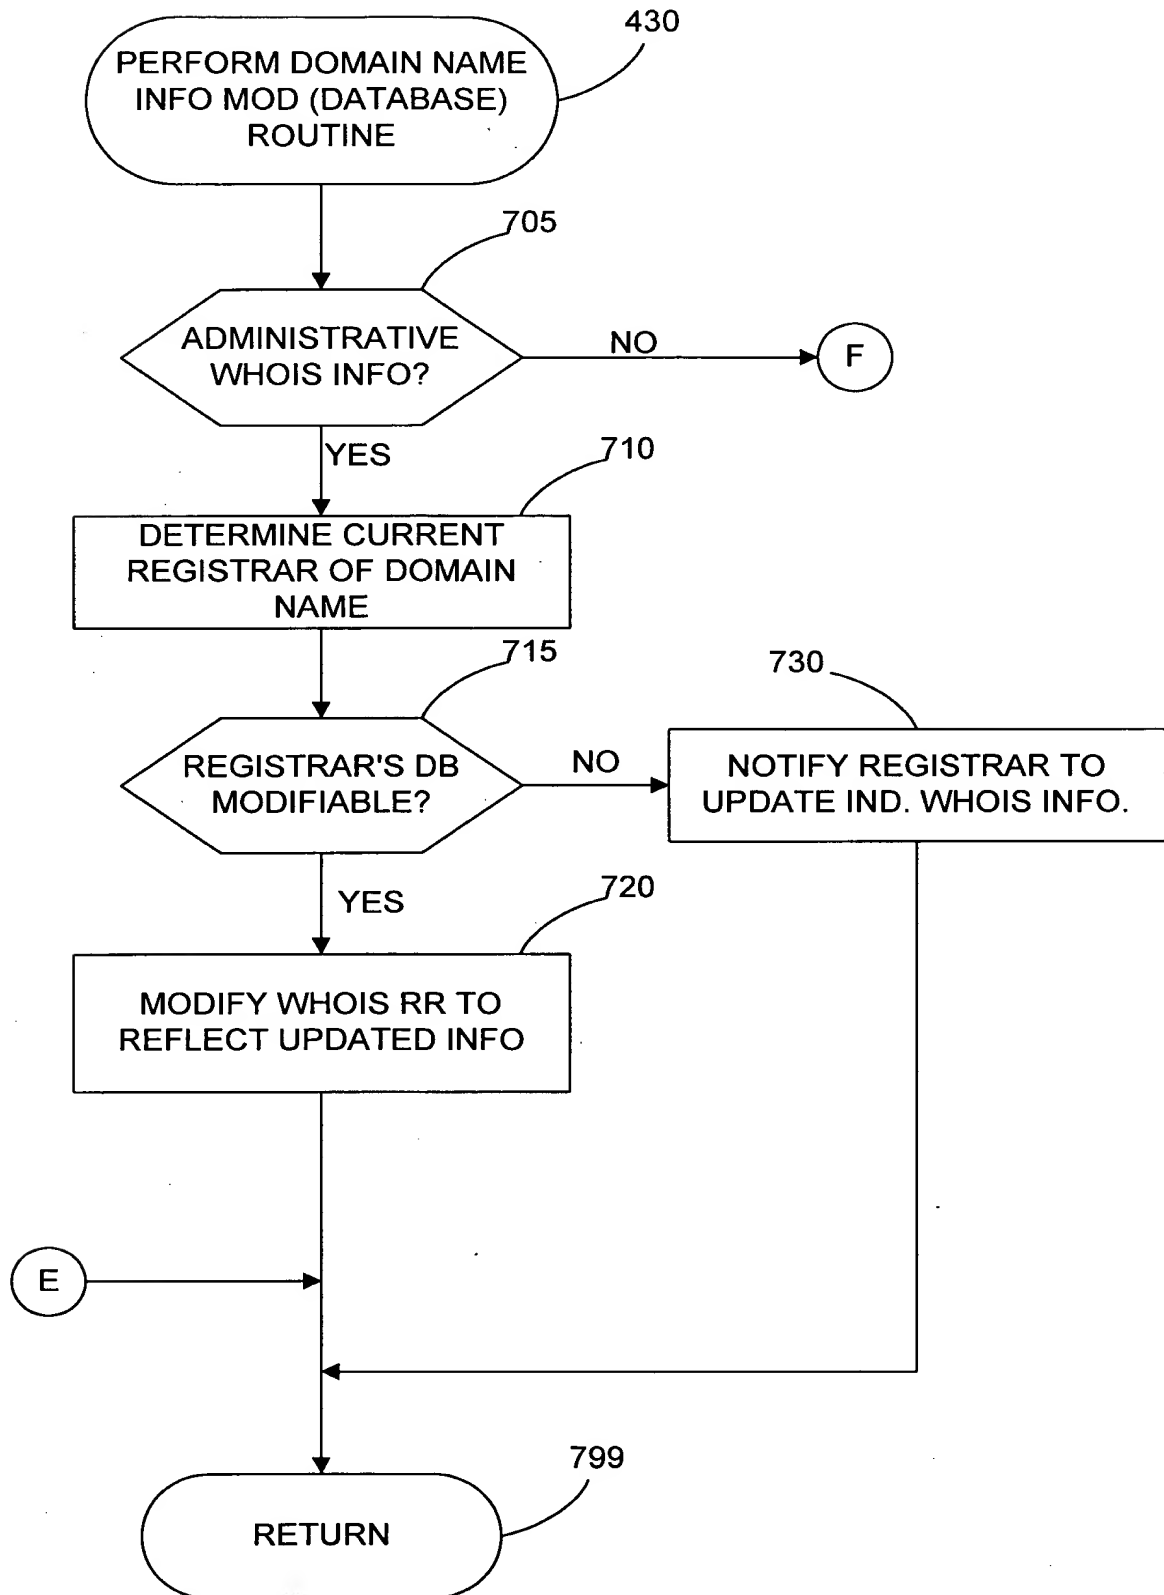 430
PERFORM DOMAIN NAME
INFO MOD (DATABASE)
ROUTINE
705
ADMINISTRATIVE
WHOIS INFO?
NO
F
YES
710
DETERMINE CURRENT
REGISTRAR OF DOMAIN
NAME
715
730
REGISTRAR'S DB
MODIFIABLE?
NO
NOTIFY REGISTRAR TO
UPDATE IND. WHOIS INFO.
YES
720
MODIFY WHOIS RR TO
REFLECT UPDATED INFO
E
799
RETURN